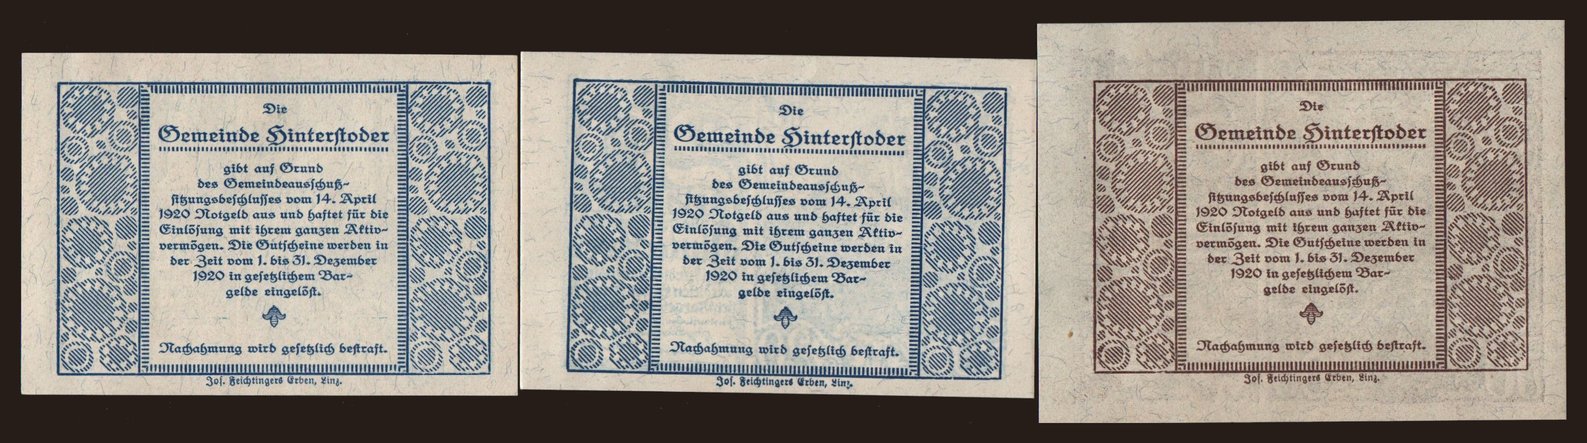 Die
Gemeinde Hinterstoder
gibt auf Grund
des Gemeindeausschuß-
sitzungsbeschlusses vom 14. April
1920 Notgeld aus und haftet für die
Einlösung mit ihrem ganzen Aktiv-
vermögen. Die Gutscheine werden in
der Zeit vom 1. bis 31. Dezember
1920 in gesetzlichem Bar-
gelde eingelöst.
Nachahmung wird gesetzlich bestraft.
Jos. Feichtingers Erben, Linz.
Die
Gemeinde Hinterstoder
gibt auf Grund
des Gemeindeausschuß-
sitzungsbeschlusses vom 14. April
1920 Notgeld aus und haftet für die
Einlösung mit ihrem ganzen Aktiv-
vermögen. Die Gutscheine werden in
der Zeit vom 1. bis 31. Dezember
1920 in gesetzlichem Bar-
gelde eingelöst.
Nachahmung wird gesetzlich bestraft.
Jos. Feichtingers Erben, Linz.
Die
Gemeinde Hinterstoder
gibt auf Grund
des Gemeindeausschuß-
sitzungsbeschlusses vom 14. April
1920 Notgeld aus und haftet für die
Einlösung mit ihrem ganzen Aktiv-
vermögen. Die Gutscheine werden in
der Zeit vom 1. bis 31. Dezember
1920 in gesetzlichem Bar-
gelde eingelöst.
Nachahmung wird gesetzlich bestraft.
Jos. Feichtingers Erben, Linz.